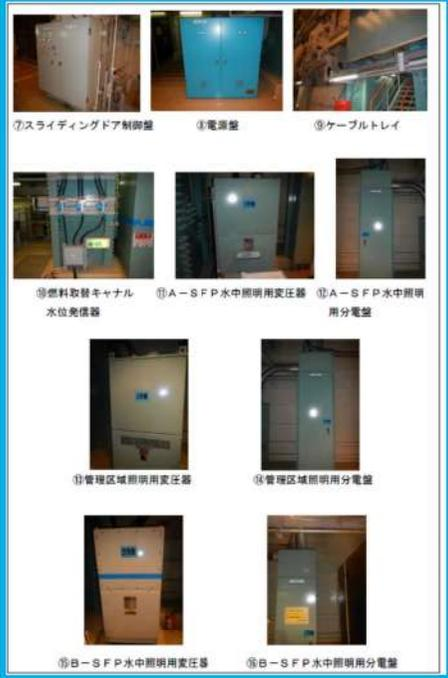 ⑦スライディングドア制御盤
⑧電源盤
⑨ケーブルトレイ
⑩燃料取替キャナル
水位発信器
⑪A-SFP水中照明用変圧器
⑫A-SFP水中照明
用分電盤
⑬管理区域照明用変圧器
⑭管理区域照明用分電盤
⑮B-SFP水中照明用変圧器
⑯B-SFP水中照明用分電盤